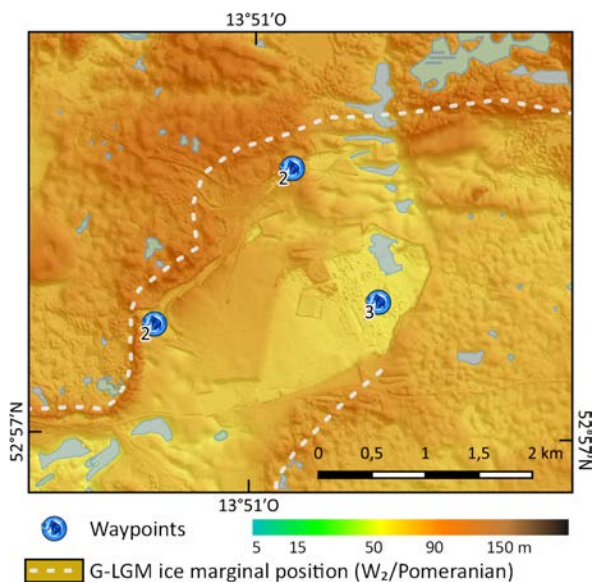 13°51'O
2
2
3
52°57'N
52°57'N
0 0,5 1 1,5 2 km
13°51'O
Waypoints
5 15 50 90 150 m
G-LGM ice marginal position (W₂/Pomeranian)